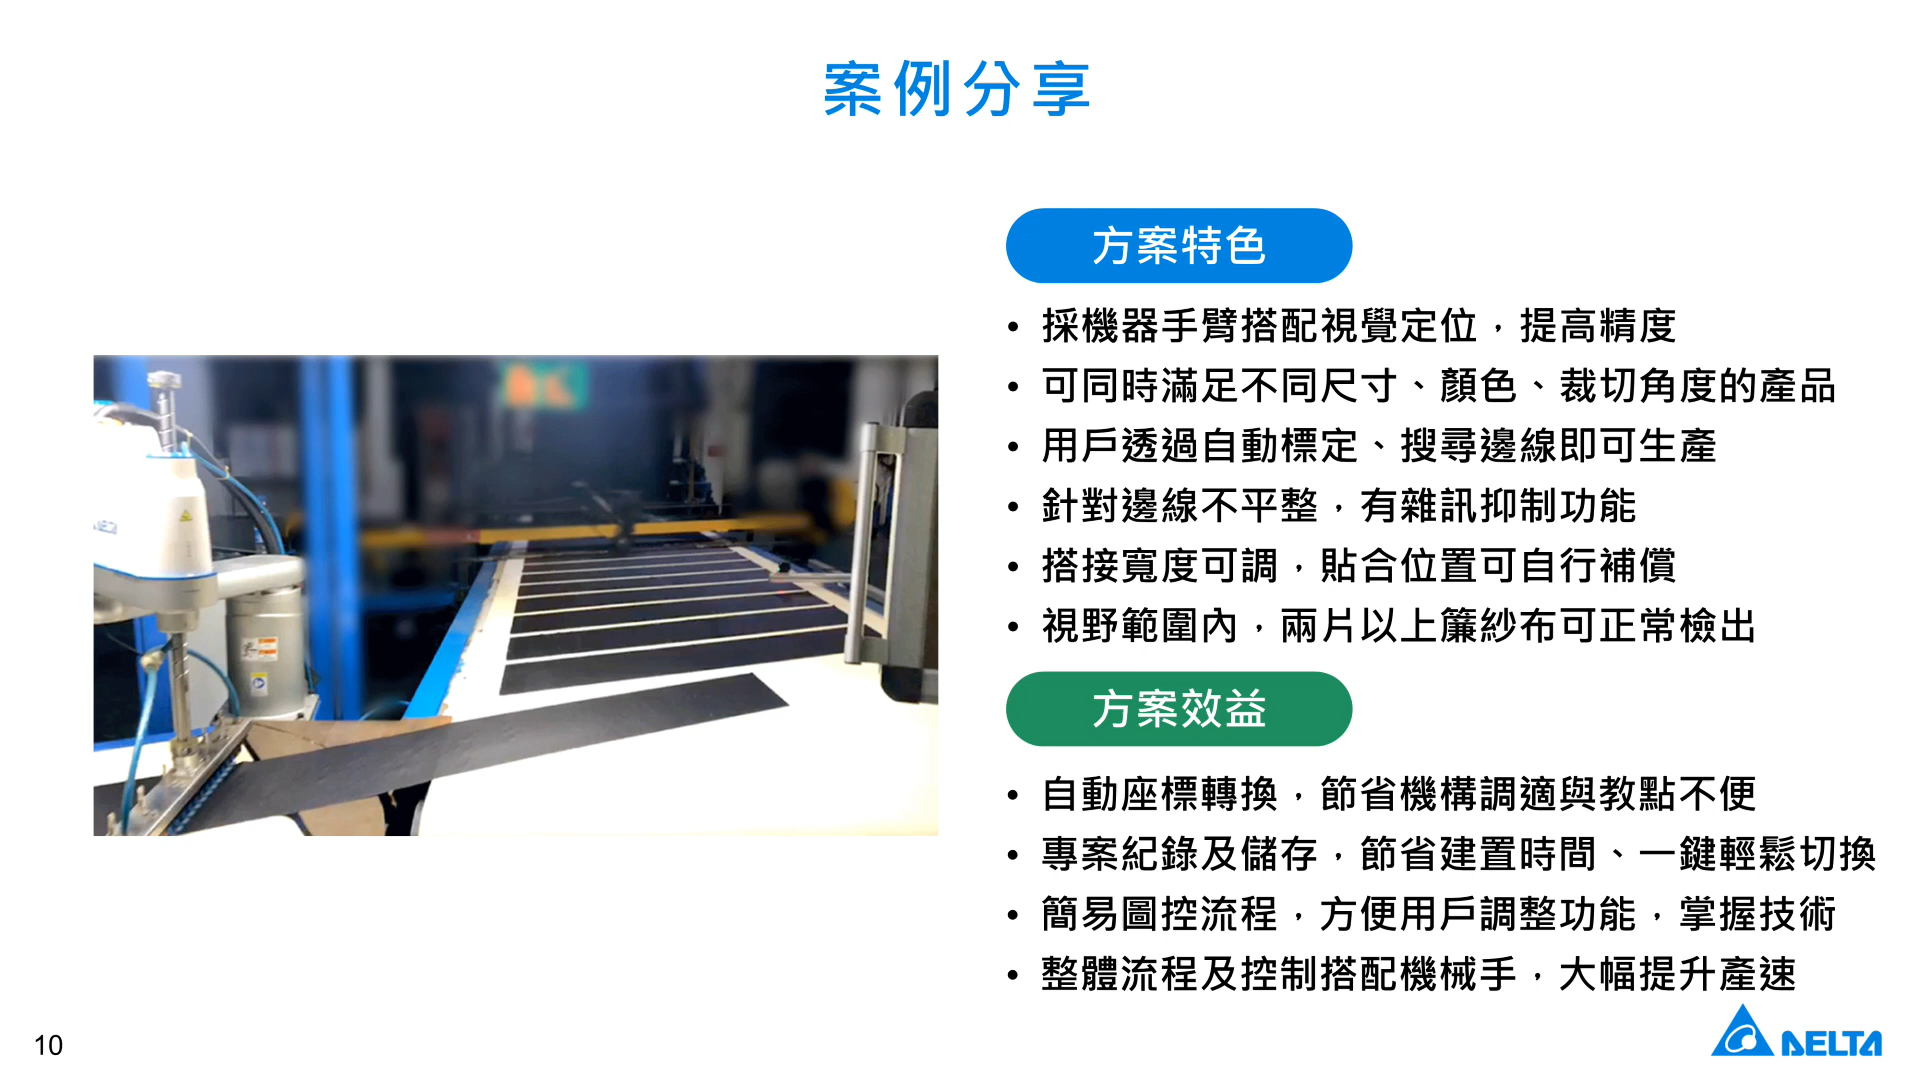 案例分享
方案特色
• 採機器手臂搭配視覺定位，提高精度
• 可同時滿足不同尺寸、顏色、裁切角度的產品
• 用戶透過自動標定、搜尋邊線即可生產
• 針對邊線不平整，有雜訊抑制功能
• 搭接寬度可調，貼合位置可自行補償
• 視野範圍內，兩片以上簾紗布可正常檢出
方案效益
• 自動座標轉換，節省機構調適與教點不便
• 專案紀錄及儲存，節省建置時間、一鍵輕鬆切換
• 簡易圖控流程，方便用戶調整功能，掌握技術
• 整體流程及控制搭配機械手，大幅提升產速
10
DELTA